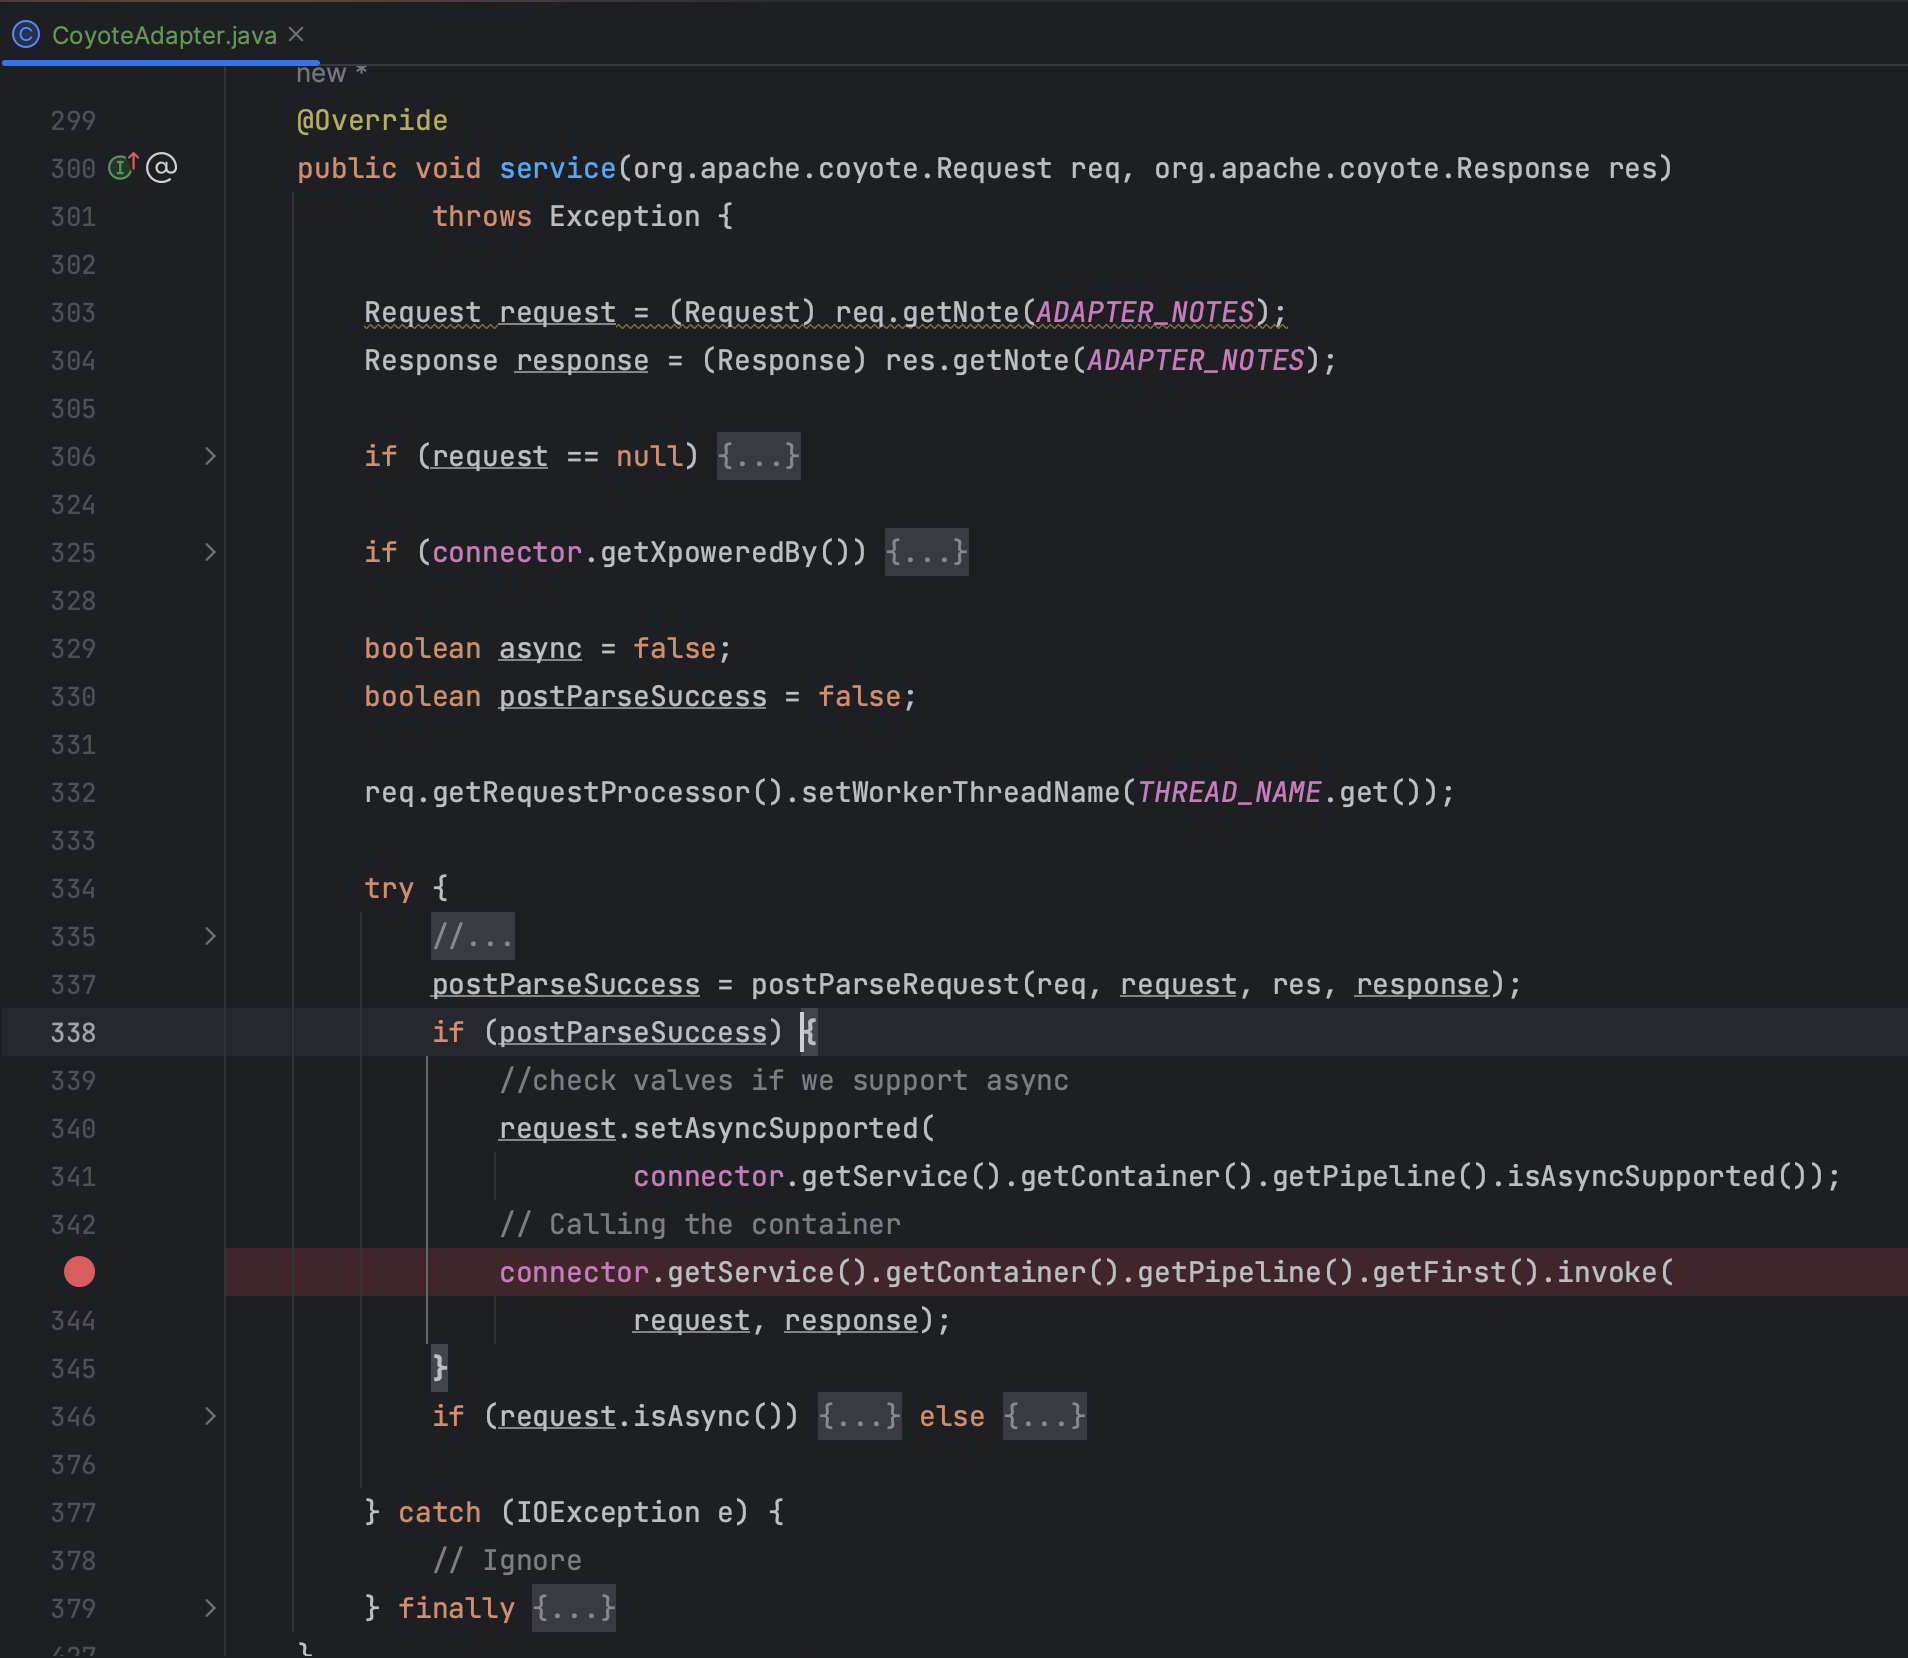 CoyoteAdapter.java
new *
299 @Override
300 public void service(org.apache.coyote.Request req, org.apache.coyote.Response res)
301 throws Exception {
302
303 Request request = (Request) req.getNote(ADAPTER_NOTES);
304 Response response = (Response) res.getNote(ADAPTER_NOTES);
305
306 if (request == null) {...}
324
325 if (connector.getXpoweredBy()) {...}
328
329 boolean async = false;
330 boolean postParseSuccess = false;
331
332 req.getRequestProcessor().setWorkerThreadName(THREAD_NAME.get());
333
334 try {
335 //...
337 postParseSuccess = postParseRequest(req, request, res, response);
338 if (postParseSuccess) {
339 //check valves if we support async
340 request.setAsyncSupported(
341 connector.getService().getContainer().getPipeline().isAsyncSupported());
342 // Calling the container
connector.getService().getContainer().getPipeline().getFirst().invoke(
344 request, response);
345 }
346 if (request.isAsync()) {...} else {...}
376
377 } catch (IOException e) {
378 // Ignore
379 } finally {...}
427 }